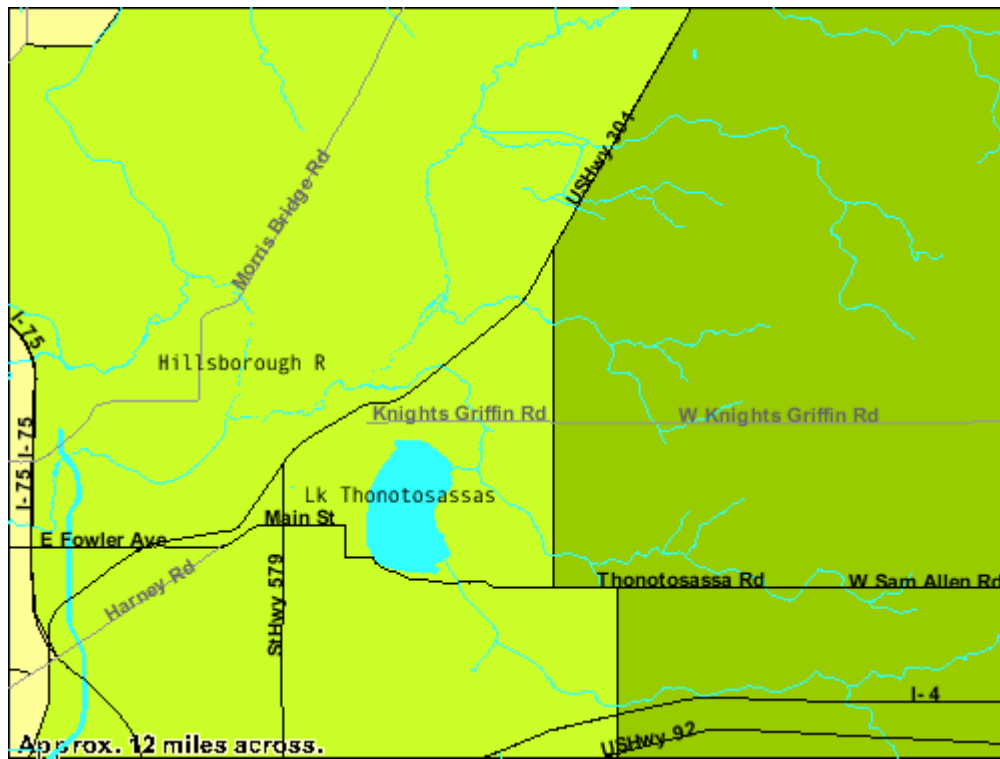 USHwy 301
Morris Bridge Rd
I-75
Hillsborough R
Knights Griffin Rd
W Knights Griffin Rd
I-75
I-75
Lk Thonotosassas
Main St
E Fowler Ave
Thonotosassa Rd
W Sam Allen Rd
Harney Rd
StHwy 579
I-4
USHwy 92
Approx. 12 miles across.